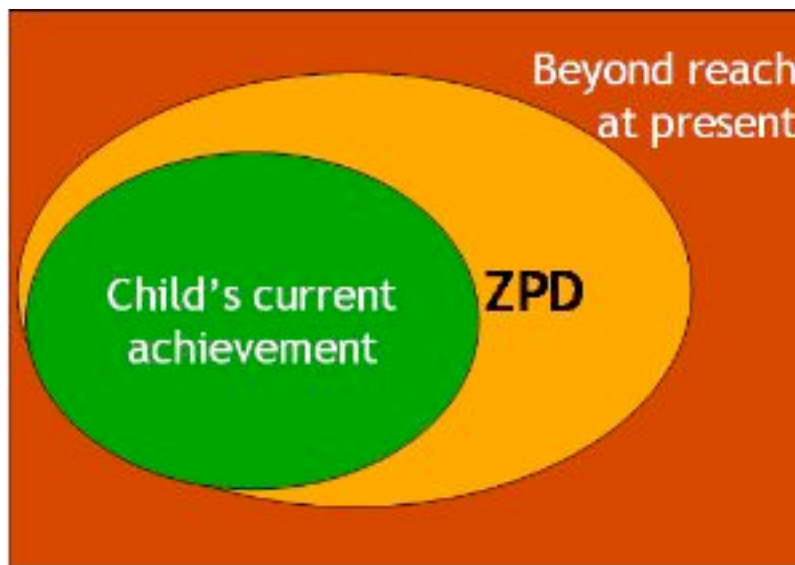 Beyond reach
at present
Child's current
achievement
ZPD